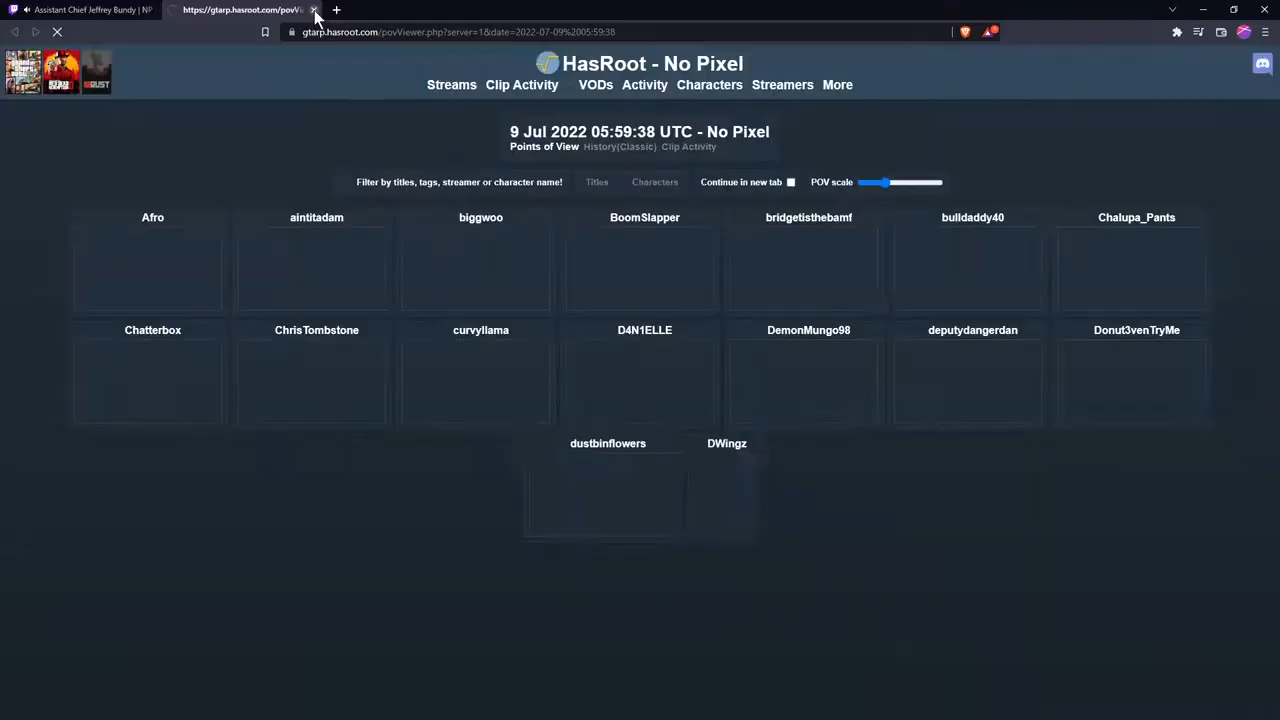 Assistant Chief Jeffrey Bundy | NP
https://gtarp.hasroot.com/povVi
gtarp.hasroot.com/povViewer.php?server=1&date=2022-07-09%2005:59:38
RUST
HasRoot - No Pixel
Streams Clip Activity VODs Activity Characters Streamers More
9 Jul 2022 05:59:38 UTC - No Pixel
Points of View History(Classic) Clip Activity
Filter by titles, tags, streamer or character name! Titles Characters Continue in new tab POV scale
Afro aintitadam biggwoo BoomSlapper bridgetisthebamf bulldaddy40 Chalupa_Pants
Chatterbox ChrisTombstone curvyllama D4N1ELLE DemonMungo98 deputydangerdan Donut3venTryMe
dustbinflowers DWingz